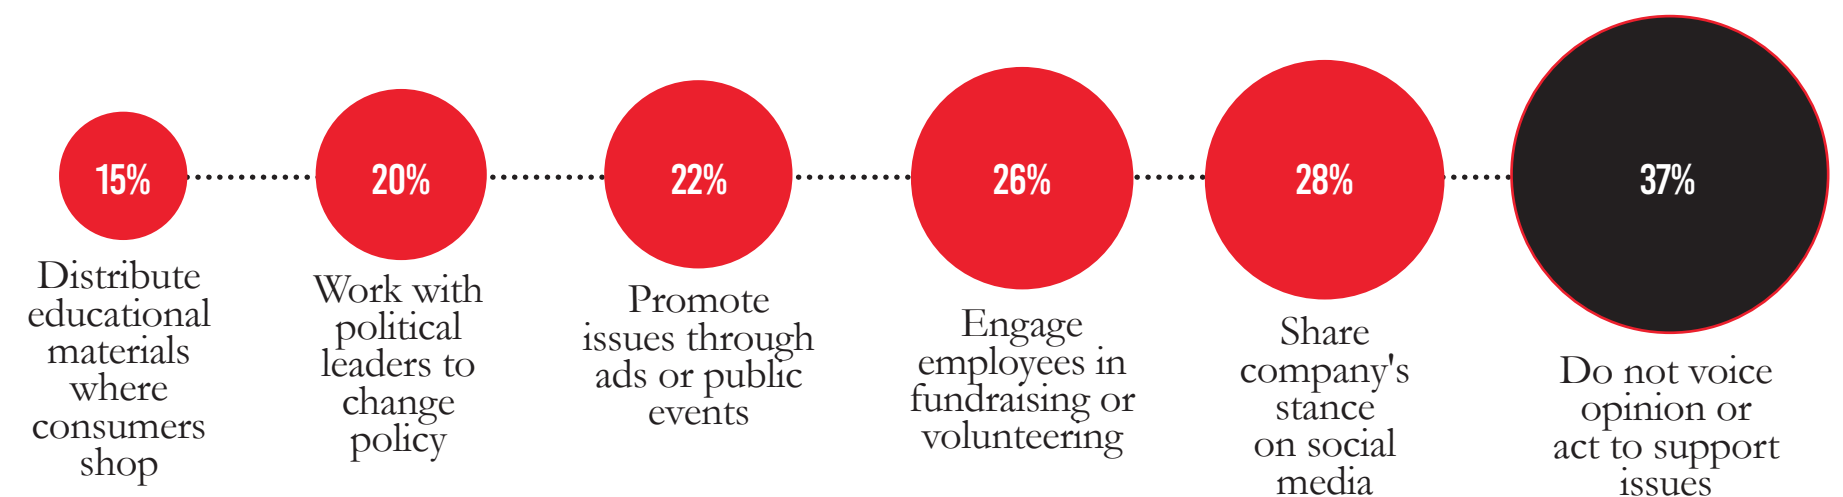 15%
20%
22%
26%
28%
37%
Distribute
educational
materials
where
consumers
shop
Work with
political
leaders to
change
policy
Promote
issues through
ads or public
events
Engage
employees in
fundraising or
volunteering
Share
company's
stance
on social
media
Do not voice
opinion or
act to support
issues